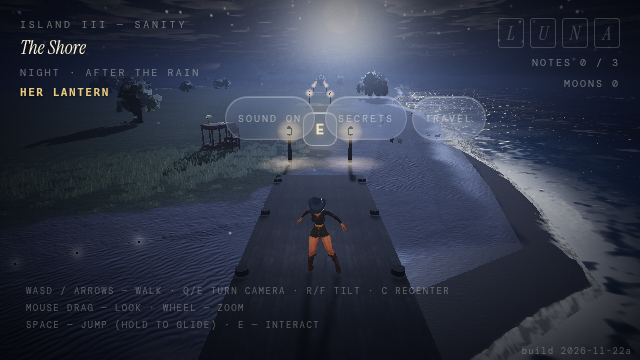 ISLAND III — SANITY
The Shore
NIGHT · AFTER THE RAIN
HER LANTERN
L U N A
NOTES 0 / 3
MOONS 0
SOUND ON
SECRETS
TRAVEL
E
WASD / ARROWS — WALK · Q/E TURN CAMERA · R/F TILT · C RECENTER
MOUSE DRAG — LOOK · WHEEL — ZOOM
SPACE — JUMP (HOLD TO GLIDE) · E — INTERACT
build 2026-11-22a